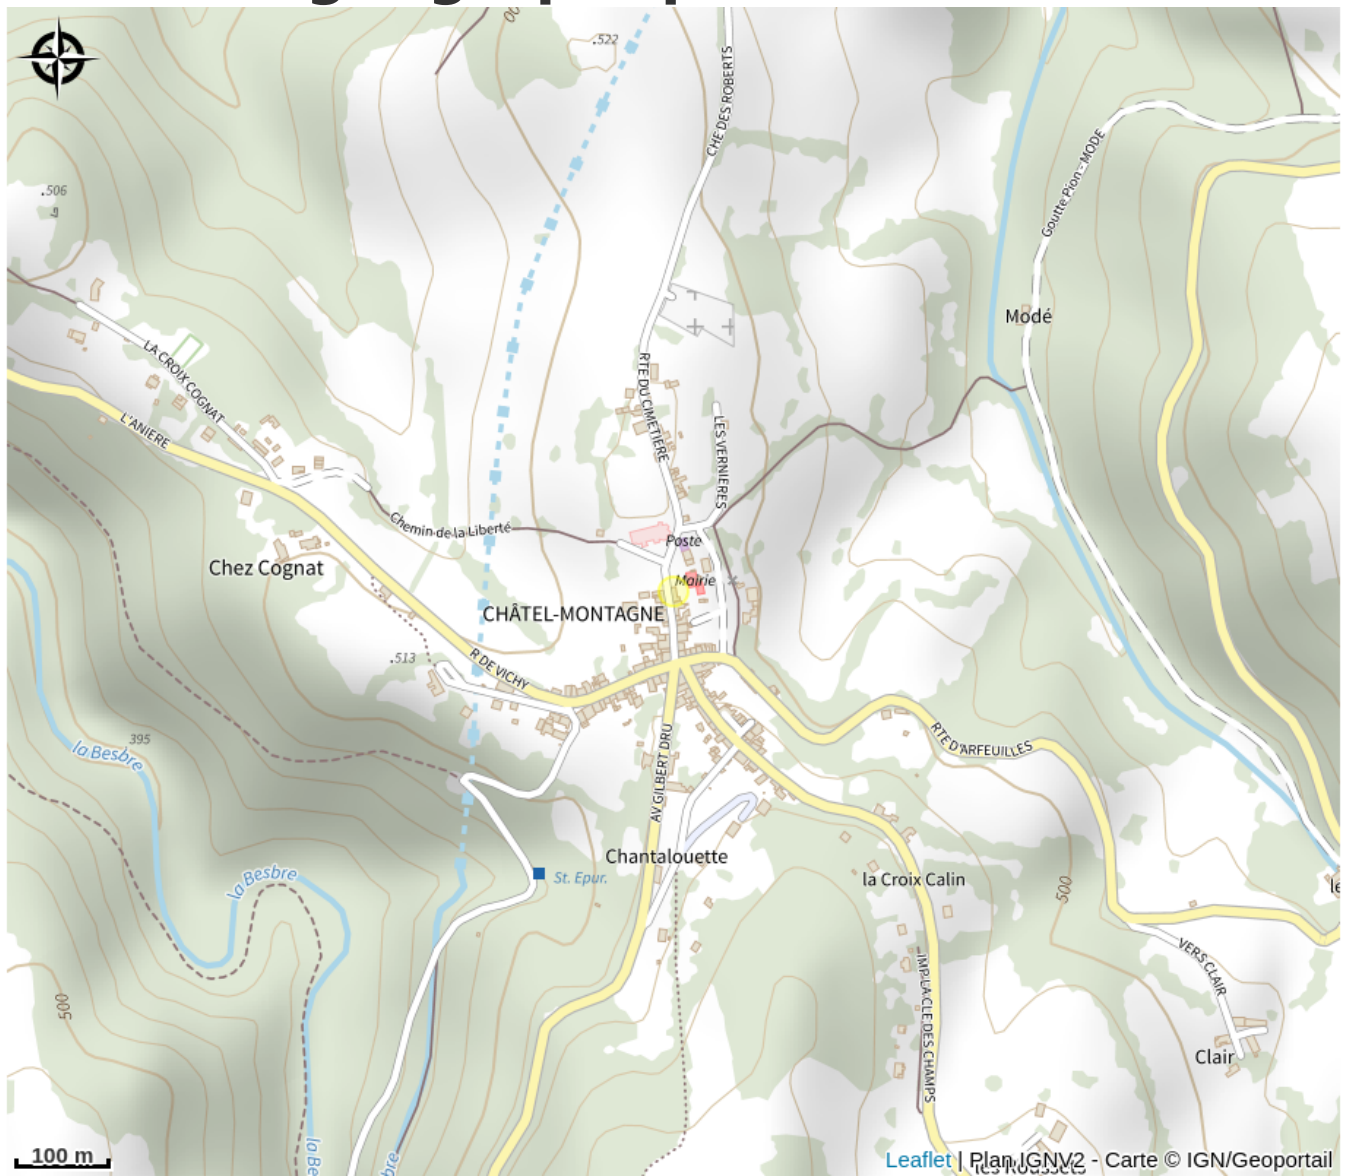 .522
CHE DES ROBERTS
Goutte Pion - MODE
.506
Modé
LA CROIX COGNAT
RTE DU CIMETIERE
L'ANIERE
LES VERNIERES
Chemin de la Liberté
Poste
Chez Cognat
Mairie
CHÂTEL-MONTAGNE
.513
R DE VICHY
395
la Besbre
AV GILBERT DRU
RTE D'ARFEUILLES
Chantalouette
la Besbre
St. Epur.
la Croix Calin
500
VERS CLAIR
IMP LA CLE DES CHAMPS
500
Clair
100 m
Leaflet | Plan IGNV2 - Carte © IGN/Geoportail